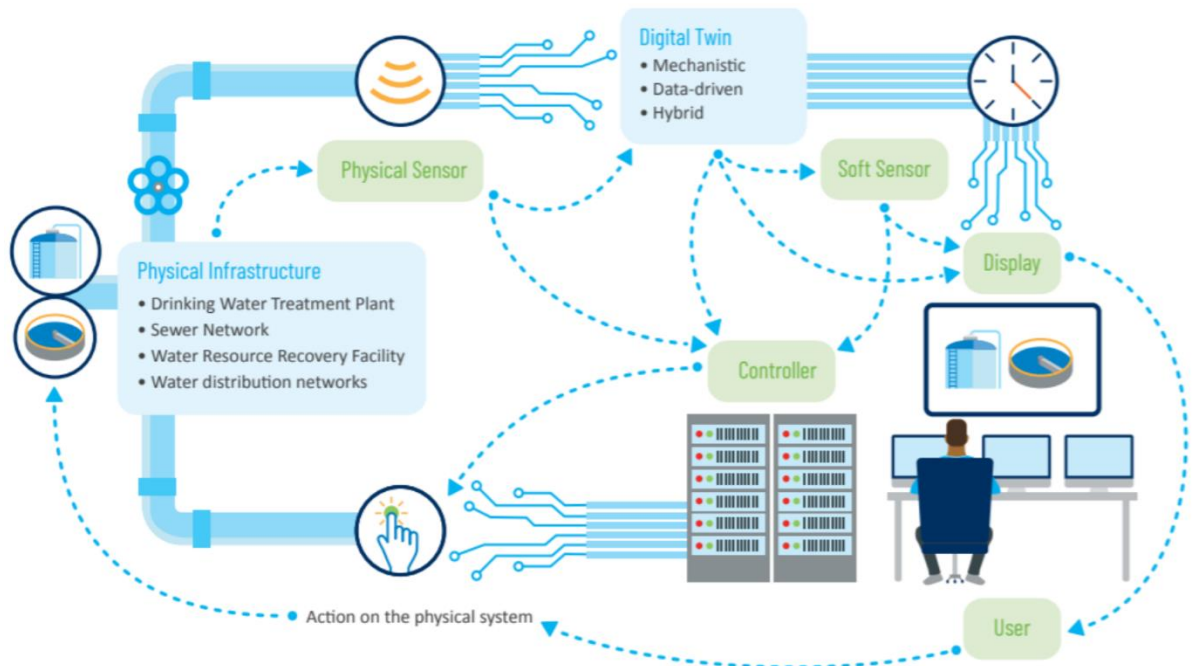 Digital Twin
• Mechanistic
• Data-driven
• Hybrid
Physical Sensor
Soft Sensor
Physical Infrastructure
• Drinking Water Treatment Plant
• Sewer Network
• Water Resource Recovery Facility
• Water distribution networks
Display
Controller
Action on the physical system
User